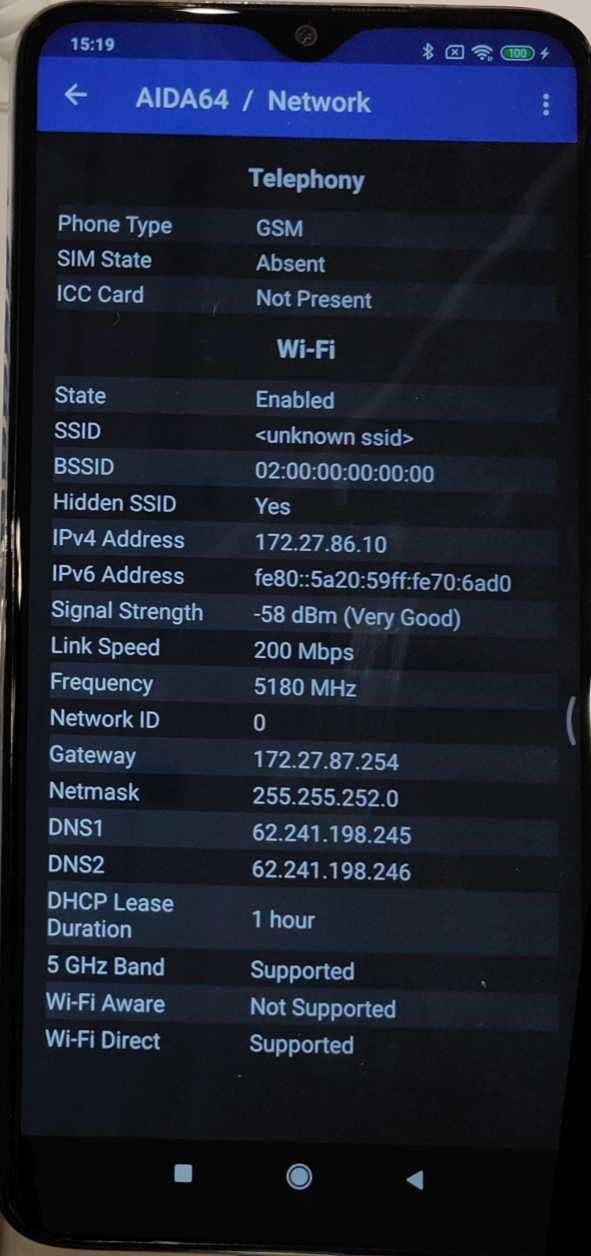 15:19
100
AIDA64 / Network
Telephony
Phone Type GSM
SIM State Absent
ICC Card Not Present
Wi-Fi
State Enabled
SSID <unknown ssid>
BSSID 02:00:00:00:00:00
Hidden SSID Yes
IPv4 Address 172.27.86.10
IPv6 Address fe80::5a20:59ff:fe70:6ad0
Signal Strength -58 dBm (Very Good)
Link Speed 200 Mbps
Frequency 5180 MHz
Network ID 0
Gateway 172.27.87.254
Netmask 255.255.252.0
DNS1 62.241.198.245
DNS2 62.241.198.246
DHCP Lease
Duration 1 hour
5 GHz Band Supported
Wi-Fi Aware Not Supported
Wi-Fi Direct Supported